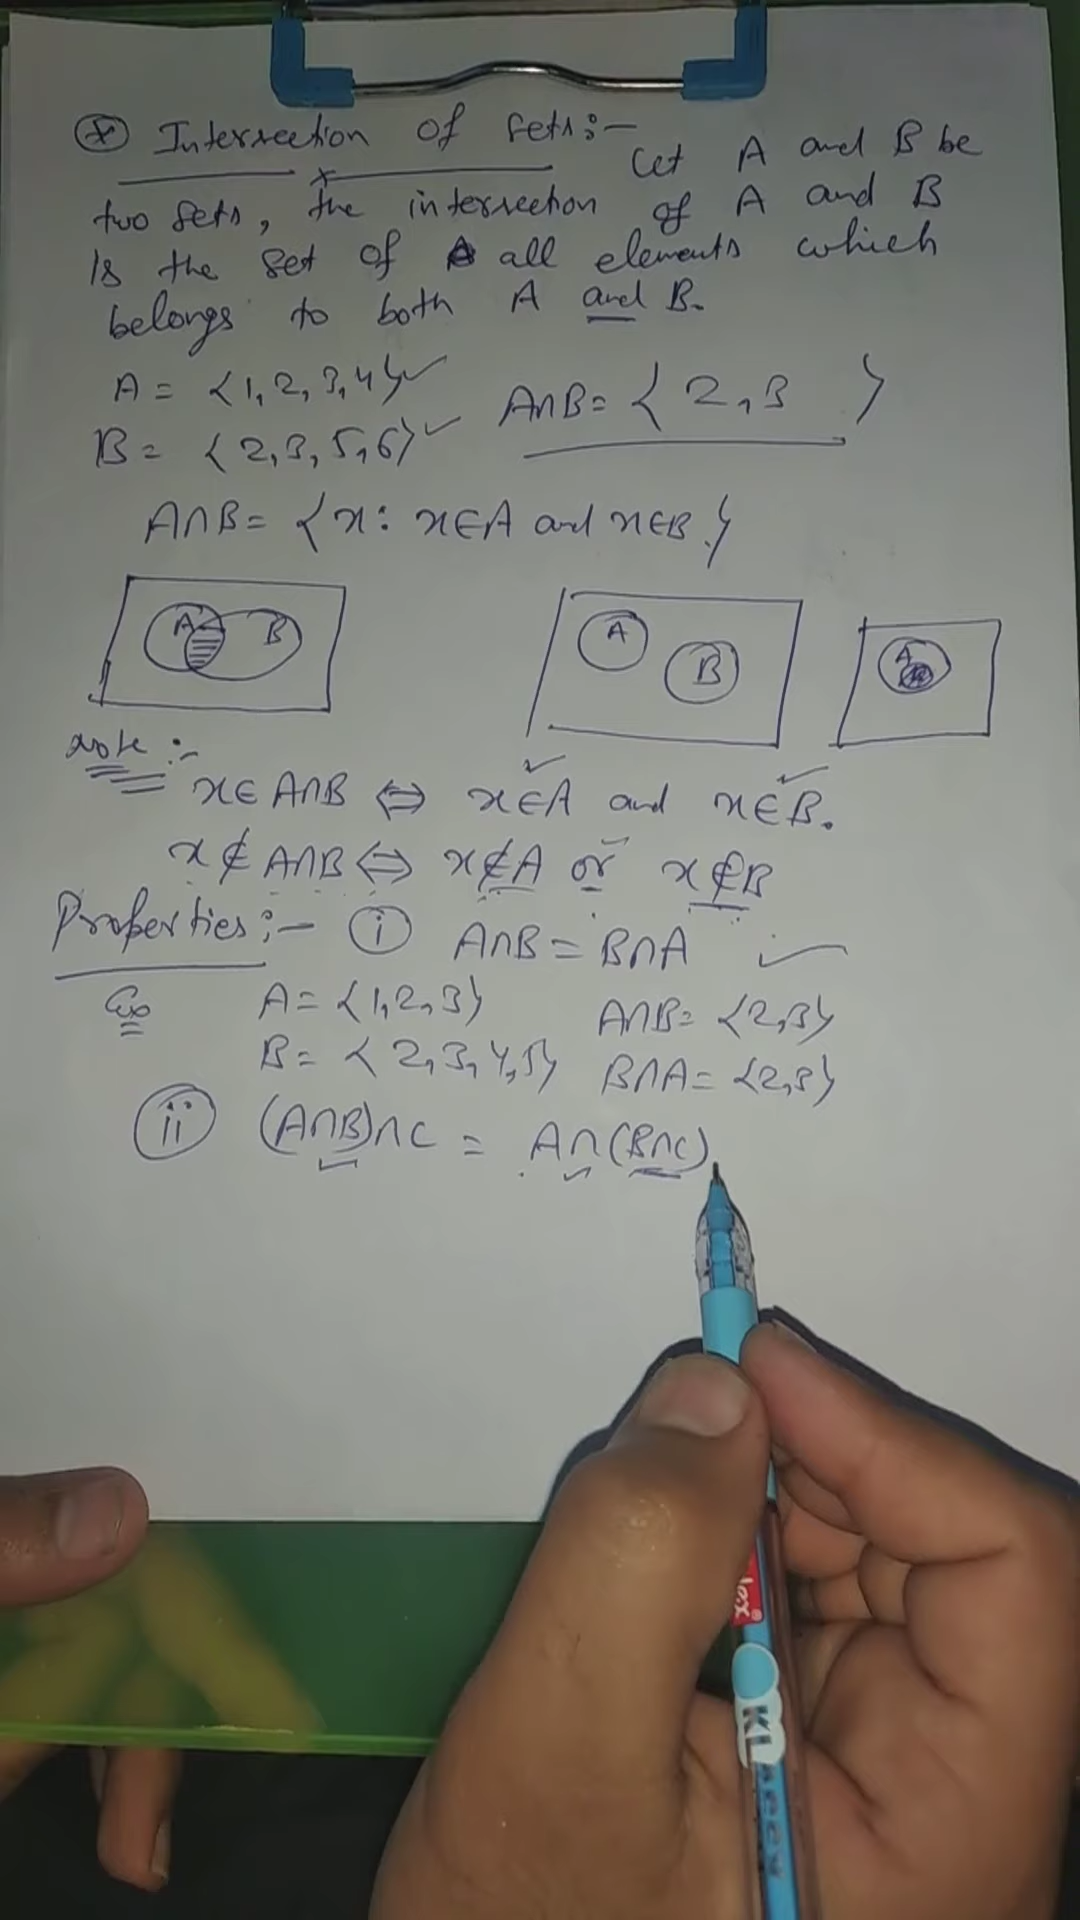 * Intersection of sets:- Let A and B be
two sets, the intersection of A and B
is the set of all elements which
belongs to both A and B.
A = {1,2,3,4} ✓ A∩B = { 2,3 }
B = {2,3,5,6} ✓
A∩B = {x: x∈A and x∈B.}
A B
A B
A
note:-
x∈A∩B ⇔ x∈A and x∈B.
x∉A∩B ⇔ x∉A or x∉B
Properties:- i A∩B = B∩A
Ex A = {1,2,3} A∩B = {2,3}
B = {2,3,4,5} B∩A = {2,3}
ii (A∩B)∩C = A∩(B∩C)